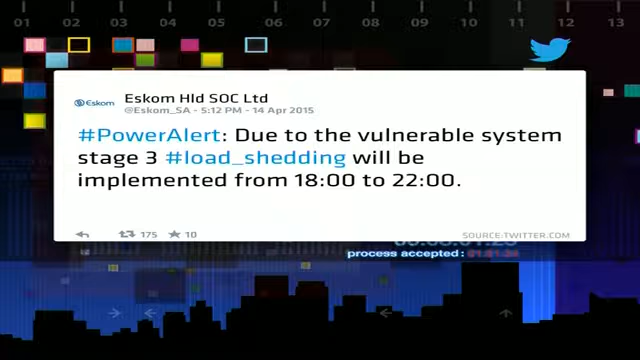 01 02 03 04 05 06 07 08 09 10 11 12 13
Eskom
Eskom Hld SOC Ltd
@Eskom_SA - 5:12 PM - 14 Apr 2015
#PowerAlert: Due to the vulnerable system
stage 3 #load_shedding will be
implemented from 18:00 to 22:00.
175 10
SOURCE:TWITTER.COM
process accepted: